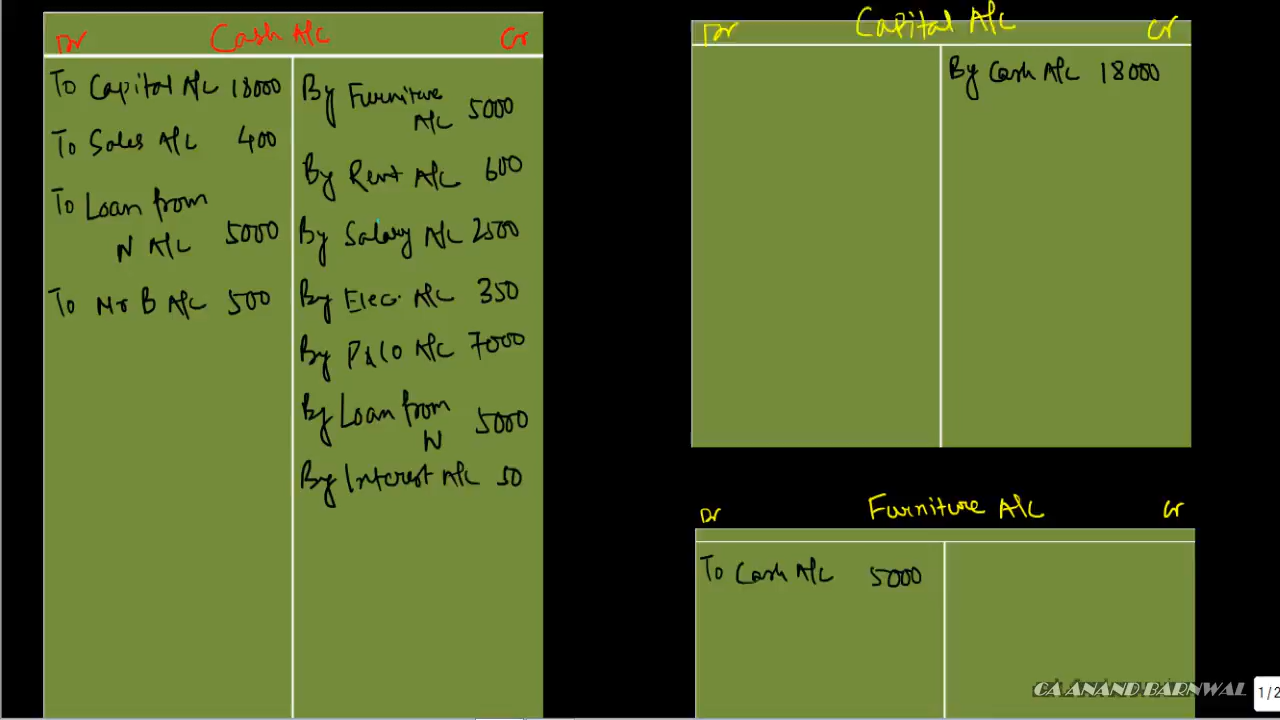 Dr Cash A/c Cr
To Capital A/c 18000
To Sales A/c 400
To Loan from
N A/c 5000
To Mr B A/c 500
By Furniture
A/c 5000
By Rent A/c 600
By Salary A/c 2500
By Elec. A/c 350
By P&Co A/c 7000
By Loan from
N 5000
By Interest A/c 50
Dr Capital A/c Cr
By Cash A/c 18000
Dr Furniture A/c Cr
To Cash A/c 5000
CA ANAND BARNWAL
1/2